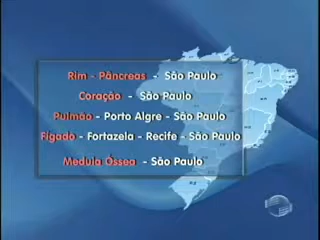 Rim - Pâncreas - São Paulo
Coração - São Paulo
Pulmão - Porto Algre - São Paulo
Fígado - Fortazela - Recife - São Paulo
Medula Óssea - São Paulo